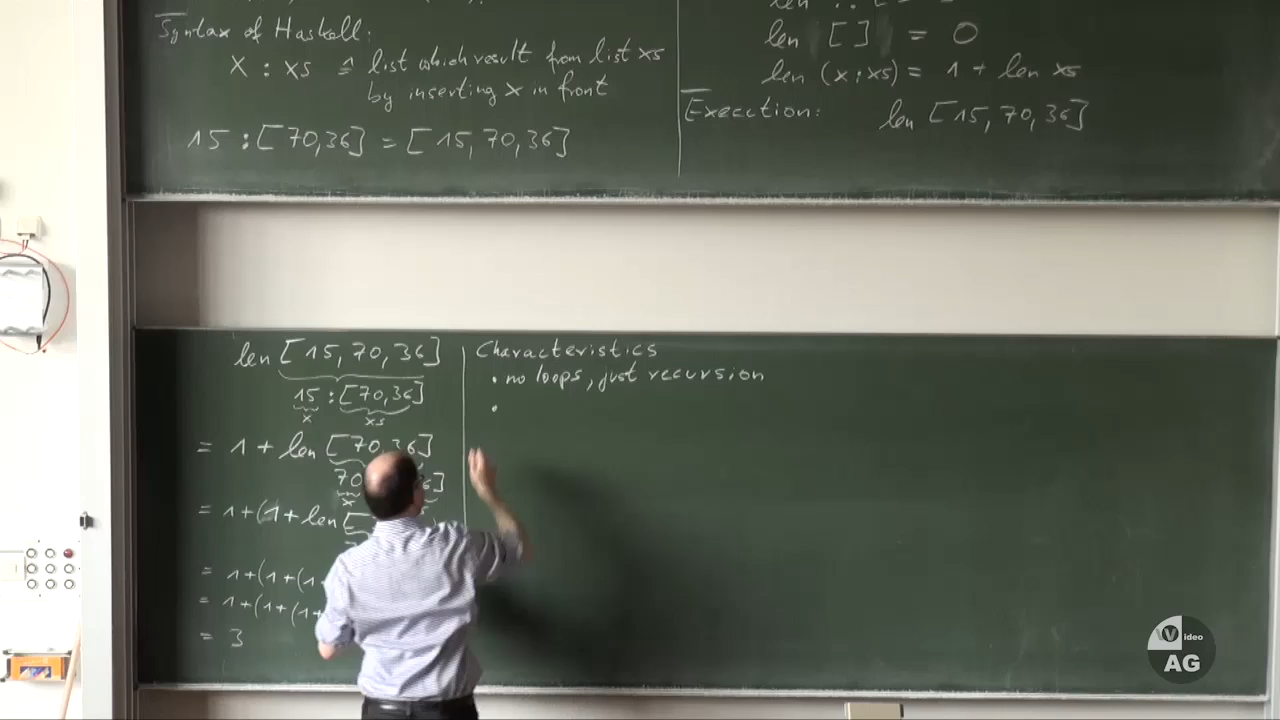 Syntax of Haskell:
x : xs ≙ list which result from list xs
by inserting x in front
15 : [70,36] = [15,70,36]
len [ ] = 0
len (x:xs) = 1 + len xs
Execution: len [15,70,36]
len [15,70,36]
15 : [70,36]
x xs
= 1 + len [70,36]
70
x
= 1+(1+len [
= 1+(1+(1+
= 1+(1+(1+
= 3
Characteristics
• no loops, just recursion
•
Video
AG